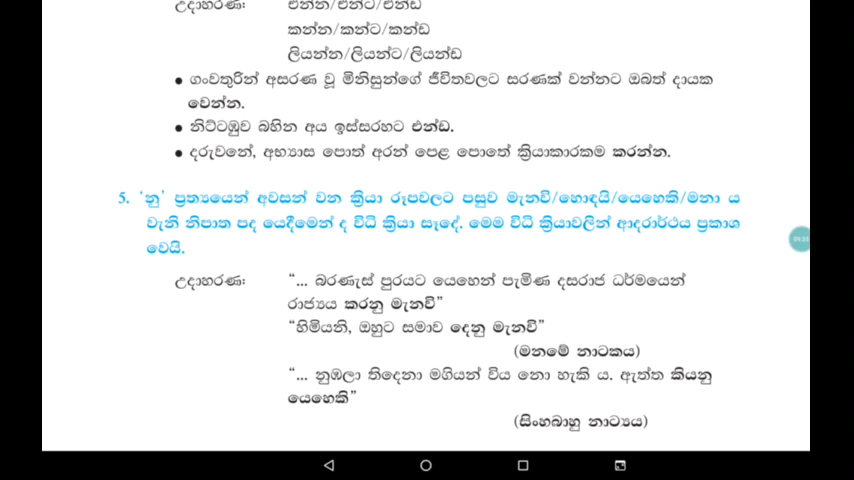 උදාහරණ: එන්න/එන්ට/එන්ඩ
කන්න/කන්ට/කන්ඩ
ලියන්න/ලියන්ට/ලියන්ඩ
• ගංවතුරින් අසරණ වූ මිනිසුන්ගේ ජීවිතවලට සරණක් වන්නට ඔබත් දායක
වෙන්න.
• නිට්ටඹුව බහින අය ඉස්සරහට එන්ඩ.
• දරුවනේ, අභ්‍යාස පොත් අරන් පෙළ පොතේ ක්‍රියාකාරකම කරන්න.
5. 'නු' ප්‍රත්‍යයෙන් අවසන් වන ක්‍රියා රූපවලට පසුව මැනවි/හොඳයි/යෙහෙකි/මනා ය
වැනි නිපාත පද යෙදීමෙන් ද විධි ක්‍රියා සෑදේ. මෙම විධි ක්‍රියාවලින් ආදරාර්ථය ප්‍රකාශ
වෙයි.
උදාහරණ: “... බරණැස් පුරයට යෙහෙන් පැමිණ දසරාජ ධර්මයෙන්
රාජ්‍යය කරනු මැනවි”
“හිමියනි, ඔහුට සමාව දෙනු මැනවි”
(මනමේ නාටකය)
“... නුඹලා තිදෙනා මගියන් විය නො හැකි ය. ඇත්ත කියනු
යෙහෙකි”
(සිංහබාහු නාට්‍යය)